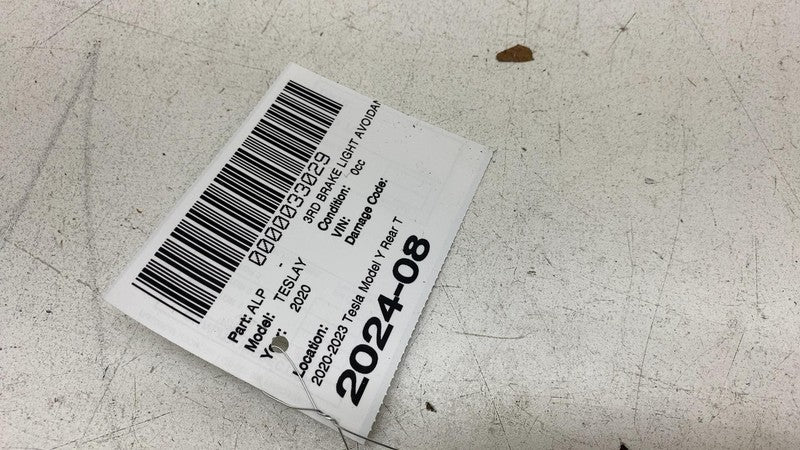 0000033029
Part: ALP - 3RD BRAKE LIGHT AVOIDAN
Model: TESLAY Condition: 0cc
Year: 2020 VIN:
Damage Code:
Location:
2020-2023 Tesla Model Y Rear T
2024-08